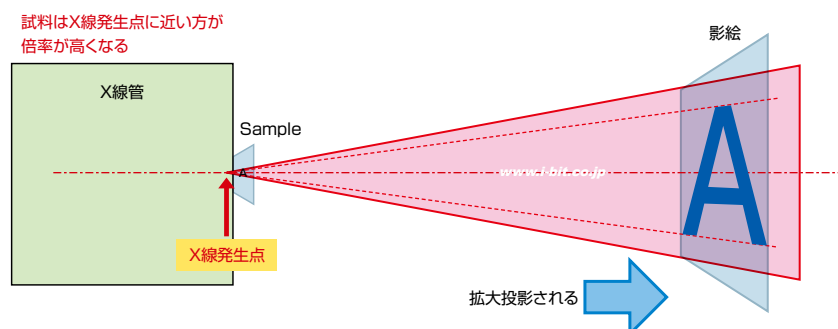 試料はX線発生点に近い方が
倍率が高くなる
X線管
Sample
A
影絵
A
www.i-bit.co.jp
X線発生点
拡大投影される